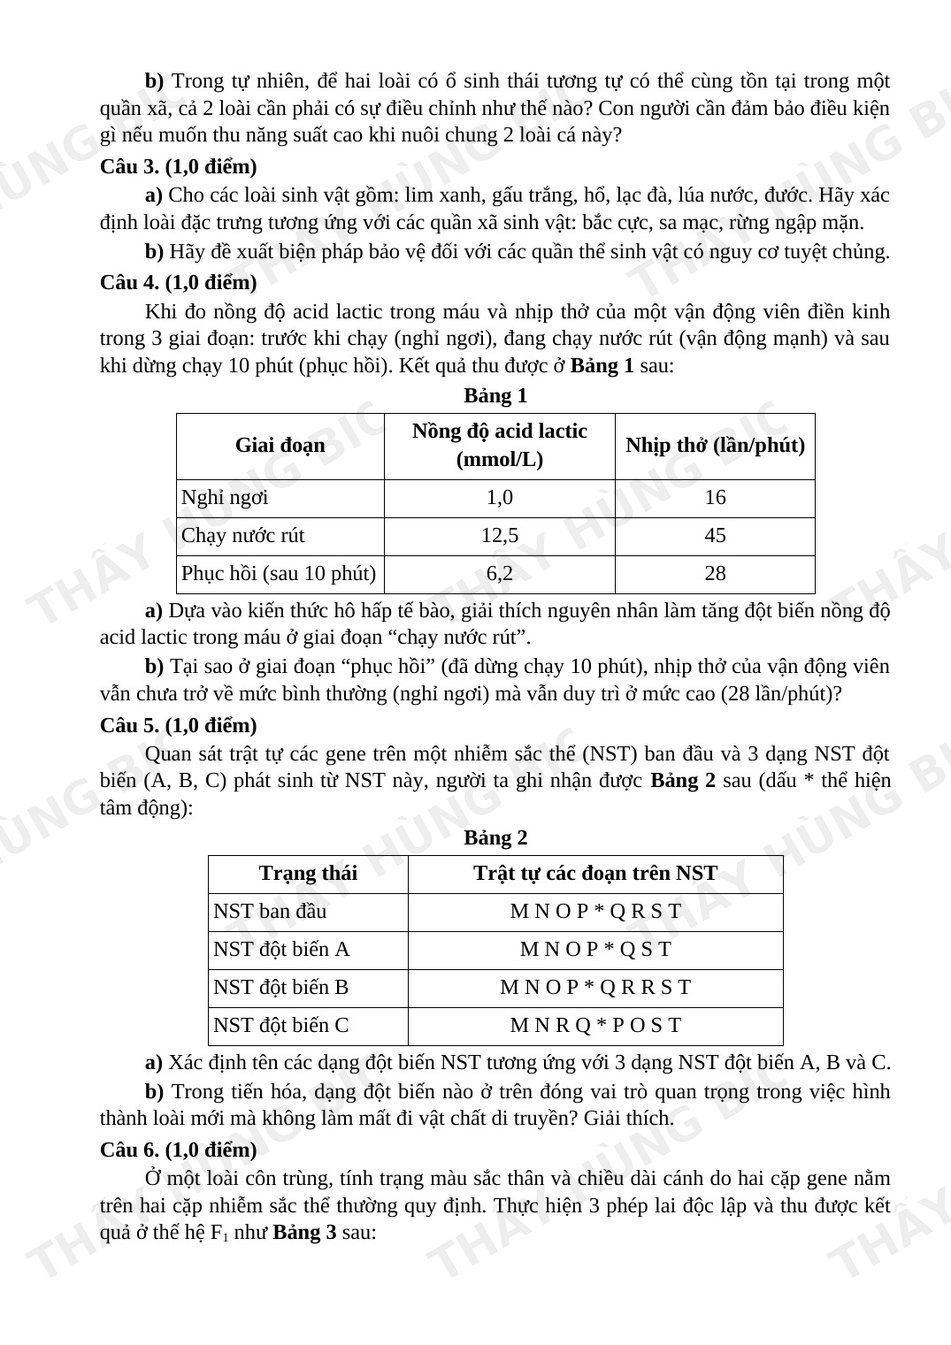 b) Trong tự nhiên, để hai loài có ổ sinh thái tương tự có thể cùng tồn tại trong một
quần xã, cả 2 loài cần phải có sự điều chỉnh như thế nào? Con người cần đảm bảo điều kiện
gì nếu muốn thu năng suất cao khi nuôi chung 2 loài cá này?
Câu 3. (1,0 điểm)
a) Cho các loài sinh vật gồm: lim xanh, gấu trắng, hổ, lạc đà, lúa nước, đước. Hãy xác
định loài đặc trưng tương ứng với các quần xã sinh vật: bắc cực, sa mạc, rừng ngập mặn.
b) Hãy đề xuất biện pháp bảo vệ đối với các quần thể sinh vật có nguy cơ tuyệt chủng.
Câu 4. (1,0 điểm)
Khi đo nồng độ acid lactic trong máu và nhịp thở của một vận động viên điền kinh
trong 3 giai đoạn: trước khi chạy (nghỉ ngơi), đang chạy nước rút (vận động mạnh) và sau
khi dừng chạy 10 phút (phục hồi). Kết quả thu được ở Bảng 1 sau:
Bảng 1
Giai đoạn Nồng độ acid lactic (mmol/L) Nhịp thở (lần/phút)
Nghỉ ngơi 1,0 16
Chạy nước rút 12,5 45
Phục hồi (sau 10 phút) 6,2 28
a) Dựa vào kiến thức hô hấp tế bào, giải thích nguyên nhân làm tăng đột biến nồng độ
acid lactic trong máu ở giai đoạn “chạy nước rút”.
b) Tại sao ở giai đoạn “phục hồi” (đã dừng chạy 10 phút), nhịp thở của vận động viên
vẫn chưa trở về mức bình thường (nghỉ ngơi) mà vẫn duy trì ở mức cao (28 lần/phút)?
Câu 5. (1,0 điểm)
Quan sát trật tự các gene trên một nhiễm sắc thể (NST) ban đầu và 3 dạng NST đột
biến (A, B, C) phát sinh từ NST này, người ta ghi nhận được Bảng 2 sau (dấu * thể hiện
tâm động):
Bảng 2
Trạng thái Trật tự các đoạn trên NST
NST ban đầu M N O P * Q R S T
NST đột biến A M N O P * Q S T
NST đột biến B M N O P * Q R R S T
NST đột biến C M N R Q * P O S T
a) Xác định tên các dạng đột biến NST tương ứng với 3 dạng NST đột biến A, B và C.
b) Trong tiến hóa, dạng đột biến nào ở trên đóng vai trò quan trọng trong việc hình
thành loài mới mà không làm mất đi vật chất di truyền? Giải thích.
Câu 6. (1,0 điểm)
Ở một loài côn trùng, tính trạng màu sắc thân và chiều dài cánh do hai cặp gene nằm
trên hai cặp nhiễm sắc thể thường quy định. Thực hiện 3 phép lai độc lập và thu được kết
quả ở thế hệ F1 như Bảng 3 sau:
THẦY HÙNG BIO